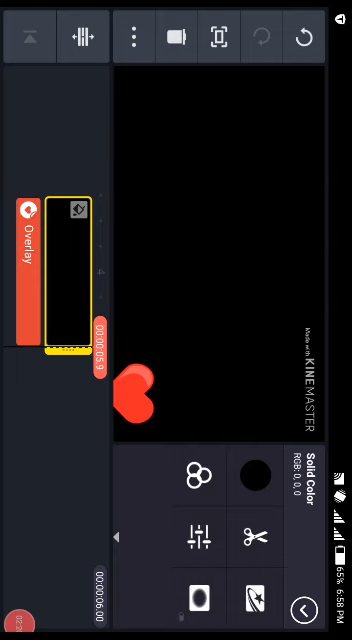 65% 6:58 PM
Made with KINEMASTER
Solid Color
RGB: 0, 0, 0
4
00:00:05.9
00:00:06.00
Overlay